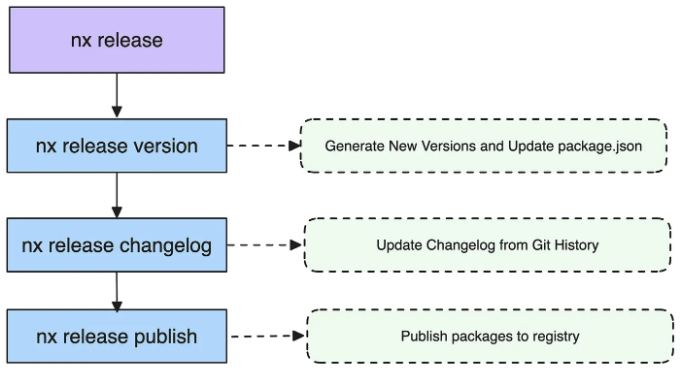 nx release
nx release version
Generate New Versions and Update package.json
nx release changelog
Update Changelog from Git History
nx release publish
Publish packages to registry